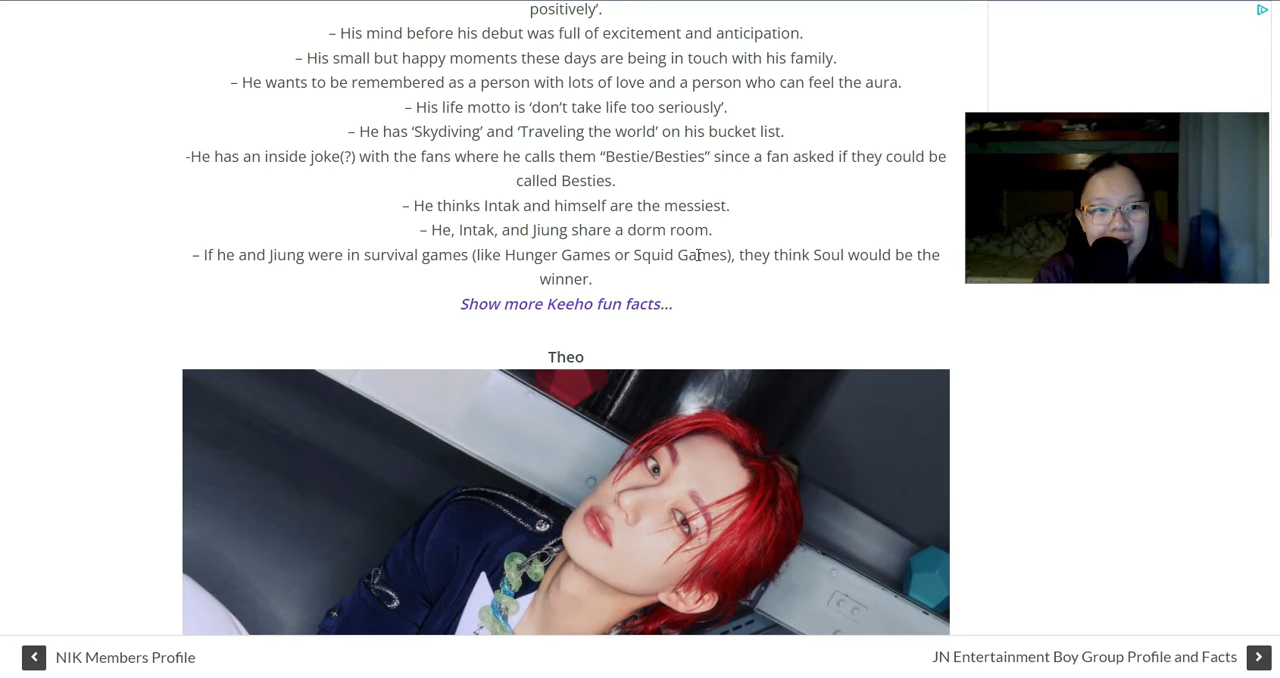 positively’.
– His mind before his debut was full of excitement and anticipation.
– His small but happy moments these days are being in touch with his family.
– He wants to be remembered as a person with lots of love and a person who can feel the aura.
– His life motto is ‘don’t take life too seriously’.
– He has ‘Skydiving’ and ‘Traveling the world’ on his bucket list.
-He has an inside joke(?) with the fans where he calls them “Bestie/Besties” since a fan asked if they could be
called Besties.
– He thinks Intak and himself are the messiest.
– He, Intak, and Jiung share a dorm room.
– If he and Jiung were in survival games (like Hunger Games or Squid Games), they think Soul would be the
winner.
Show more Keeho fun facts…
Theo
NIK Members Profile
JN Entertainment Boy Group Profile and Facts